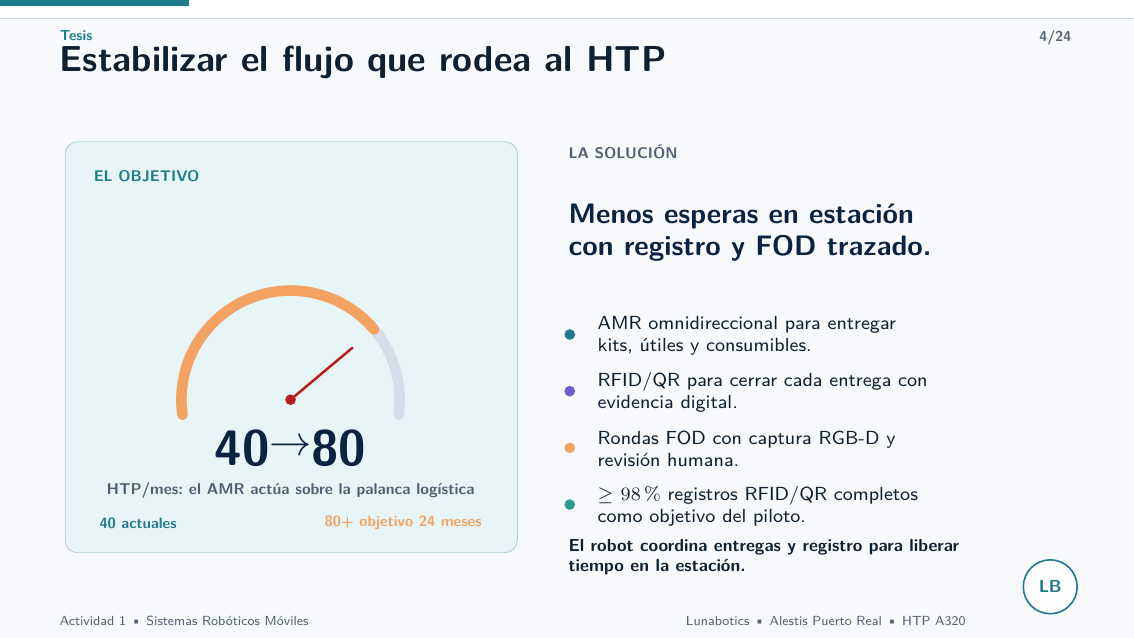 Tesis
4/24
Estabilizar el flujo que rodea al HTP
EL OBJETIVO
40→80
HTP/mes: el AMR actúa sobre la palanca logística
40 actuales
80+ objetivo 24 meses
LA SOLUCIÓN
Menos esperas en estación
con registro y FOD trazado.
AMR omnidireccional para entregar
kits, útiles y consumibles.
RFID/QR para cerrar cada entrega con
evidencia digital.
Rondas FOD con captura RGB-D y
revisión humana.
≥ 98 % registros RFID/QR completos
como objetivo del piloto.
El robot coordina entregas y registro para liberar
tiempo en la estación.
LB
Actividad 1 ▪ Sistemas Robóticos Móviles
Lunabotics ▪ Alestis Puerto Real ▪ HTP A320